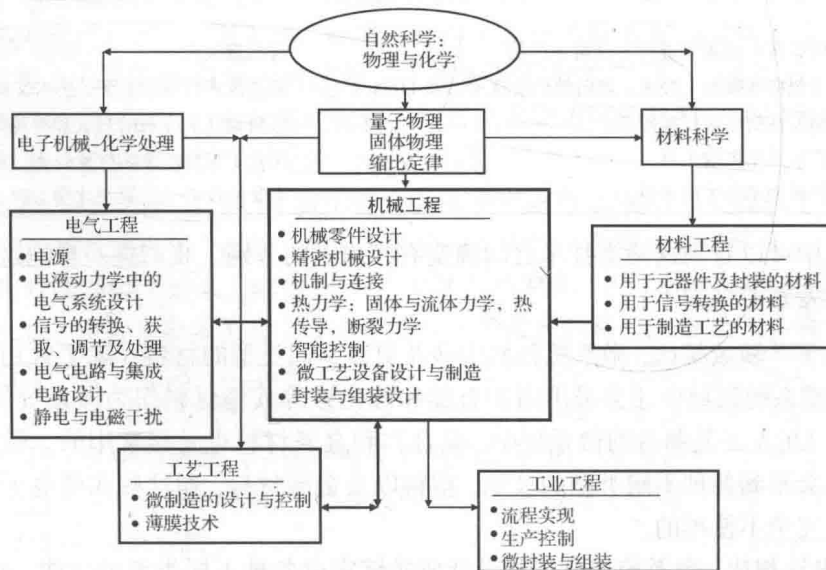 自然科学:
物理与化学
电子机械-化学处理
量子物理
固体物理
缩比定律
材料科学
电气工程
• 电源
• 电液动力学中的
电气系统设计
• 信号的转换、获
取、调节及处理
• 电气电路与集成
电路设计
• 静电与电磁干扰
机械工程
• 机械零件设计
• 精密机械设计
• 机制与连接
• 热力学:固体与流体力学,热
传导,断裂力学
• 智能控制
• 微工艺设备设计与制造
• 封装与组装设计
材料工程
• 用于元器件及封装的材料
• 用于信号转换的材料
• 用于制造工艺的材料
工艺工程
• 微制造的设计与控制
• 薄膜技术
工业工程
• 流程实现
• 生产控制
• 微封装与组装